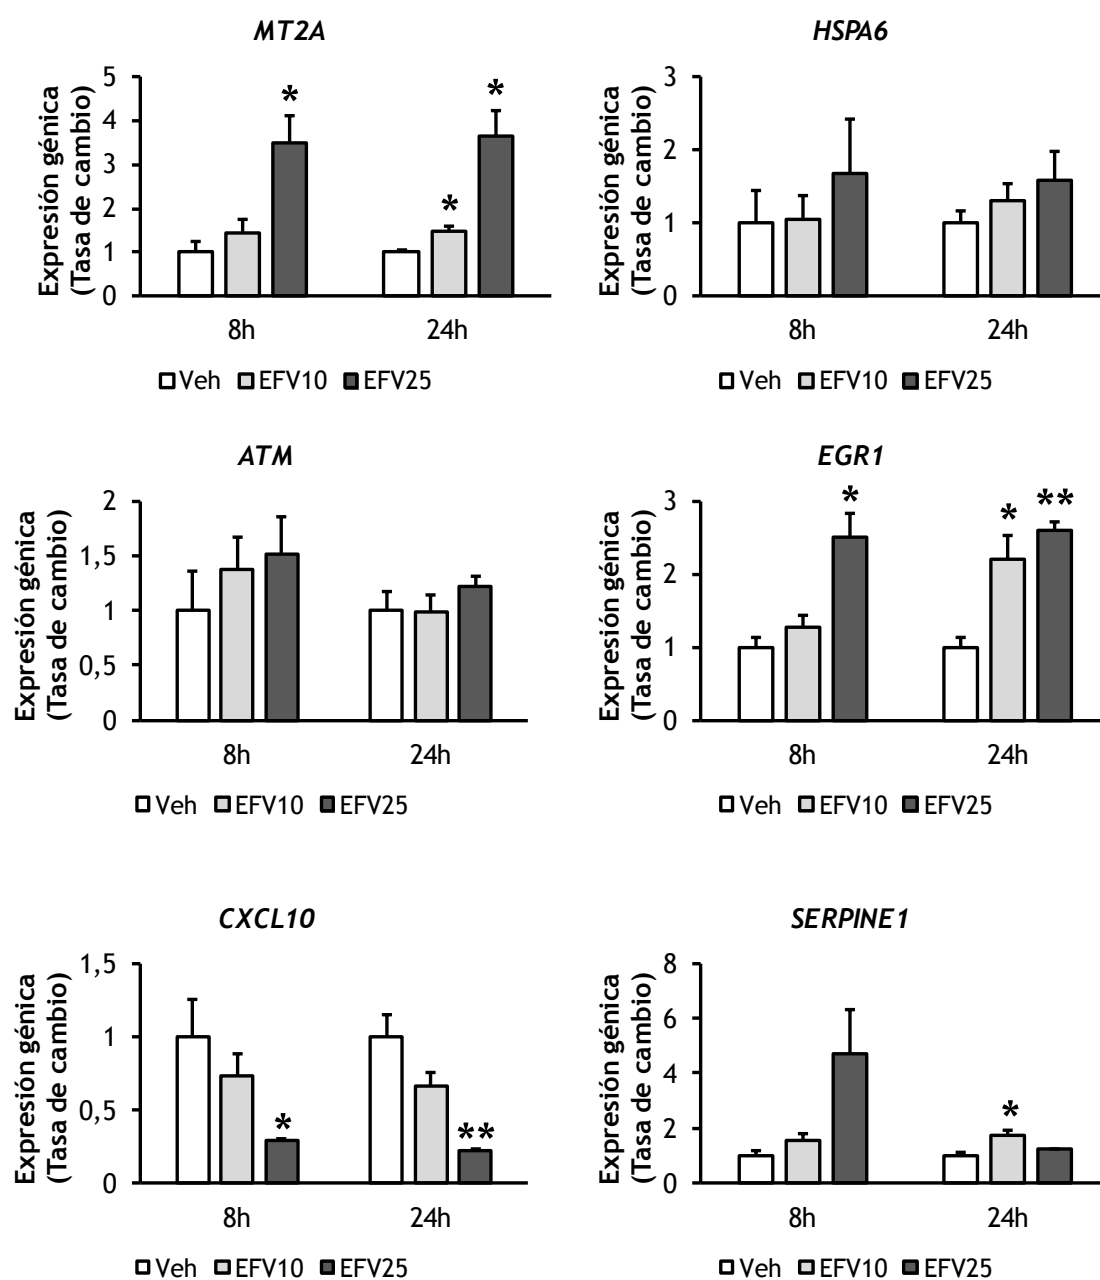 MT2A
Expresión génica
(Tasa de cambio)
5
4
3
2
1
0
*
*
*
8h
24h
Veh EFV10 EFV25
HSPA6
Expresión génica
(Tasa de cambio)
3
2
1
0
8h
24h
Veh EFV10 EFV25
ATM
Expresión génica
(Tasa de cambio)
2
1,5
1
0,5
0
8h
24h
Veh EFV10 EFV25
EGR1
Expresión génica
(Tasa de cambio)
3
2
1
0
*
*
**
8h
24h
Veh EFV10 EFV25
CXCL10
Expresión génica
(Tasa de cambio)
1,5
1
0,5
0
*
**
8h
24h
Veh EFV10 EFV25
SERPINE1
Expresión génica
(Tasa de cambio)
8
6
4
2
0
*
8h
24h
Veh EFV10 EFV25